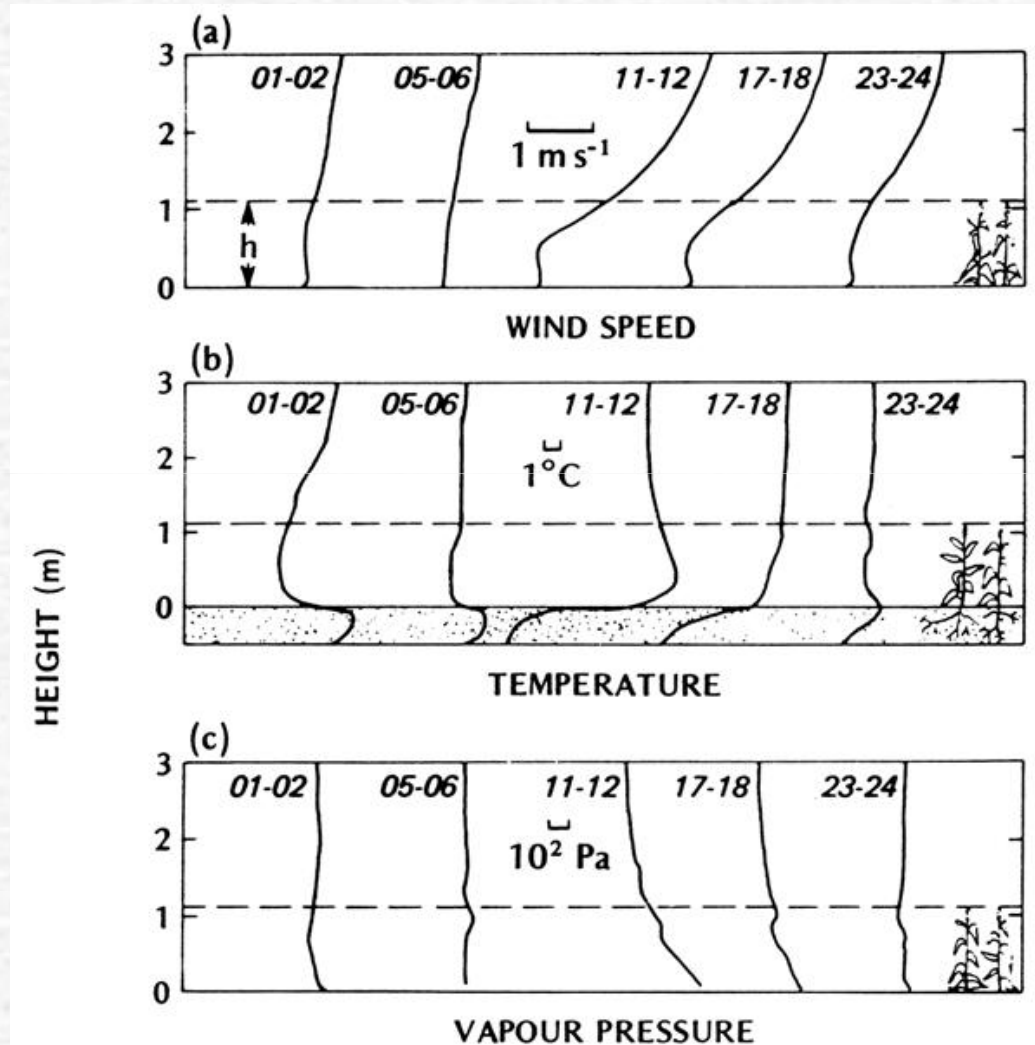 (a)
3
01-02 05-06 11-12 17-18 23-24
2
1 m s⁻¹
1
h
0
WIND SPEED
(b)
3
01-02 05-06 11-12 17-18 23-24
2
1°C
1
0
TEMPERATURE
HEIGHT (m)
(c)
3
01-02 05-06 11-12 17-18 23-24
2
10² Pa
1
0
VAPOUR PRESSURE